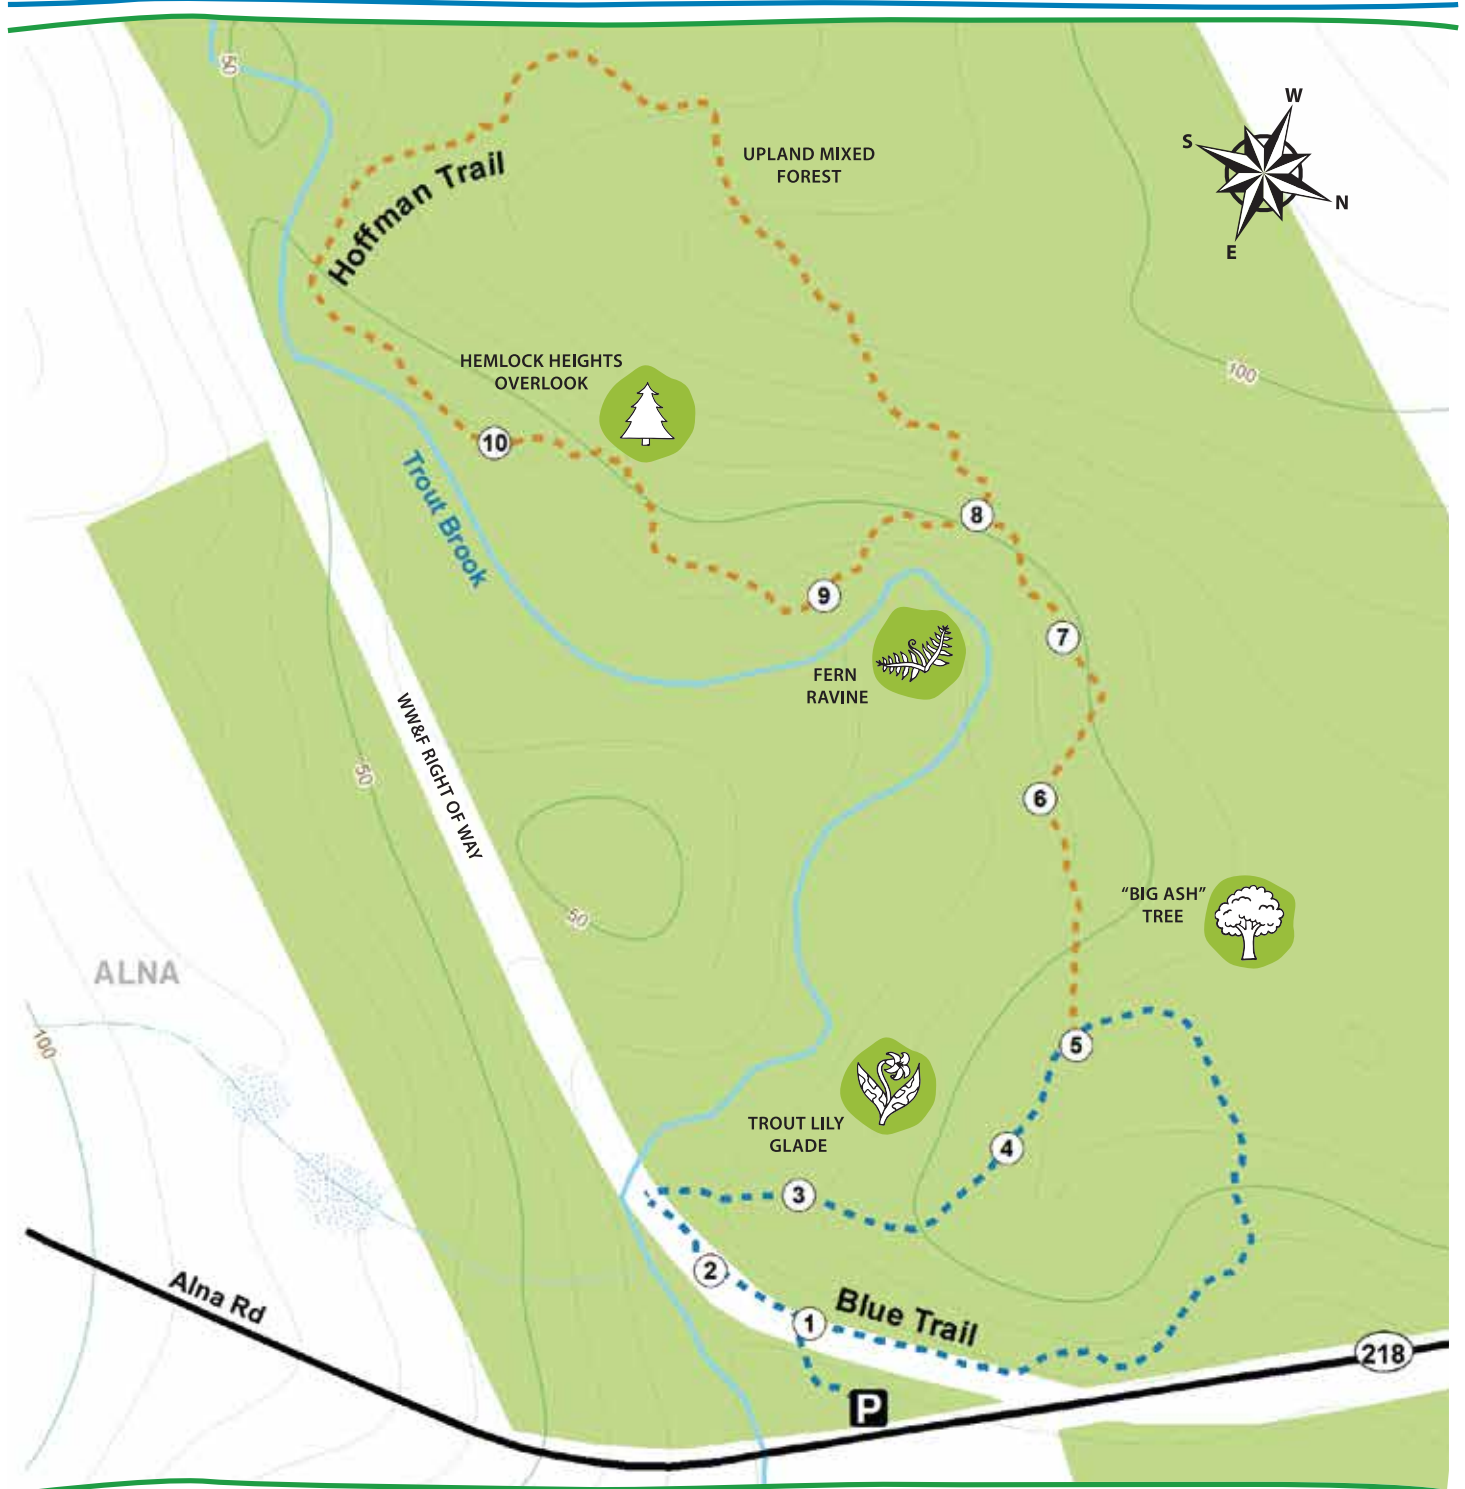 50
W
S
N
E
UPLAND MIXED
FOREST
Hoffman Trail
HEMLOCK HEIGHTS
OVERLOOK
100
10
Trout Brook
8
9
7
FERN
RAVINE
WW&F RIGHT OF WAY
50
6
"BIG ASH"
TREE
50
ALNA
100
5
TROUT LILY
GLADE
4
3
2
Alna Rd
1
Blue Trail
218
P